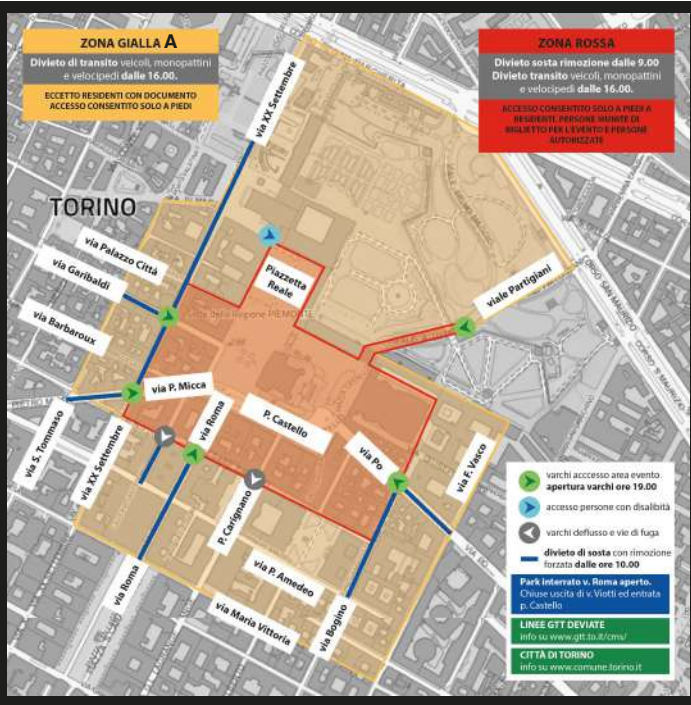 ZONA GIALLA A
Divieto di transito veicoli, monopattini
e velocipedi dalle 16.00.
ECCETTO RESIDENTI CON DOCUMENTO
ACCESSO CONSENTITO SOLO A PIEDI
ZONA ROSSA
Divieto sosta rimozione dalle 9.00
Divieto transito veicoli, monopattini
e velocipedi dalle 16.00.
ACCESSO CONSENTITO SOLO A PIEDI A
RESIDENTI, PERSONE MUNITE DI
BIGLIETTO PER L'EVENTO E PERSONE
AUTORIZZATE
via XX Settembre
TORINO
via Palazzo Città
via Garibaldi
via Barbaroux
Piazzetta
Reale
viale Partigiani
CORSO SAN MAURIZIO
CORSO S. MAURIZIO
via P. Micca
via Roma
P. Castello
via Po
via F. Vasco
via S. Tommaso
via XX Settembre
P. Carignano
via P. Amedeo
via Roma
via Maria Vittoria
via Bogino
varchi acccesso area evento
apertura varchi ore 19.00
accesso persone con disalibità
varchi deflusso e vie di fuga
divieto di sosta con rimozione
forzata dalle ore 10.00
Park interrato v. Roma aperto.
Chiuse uscita di v. Viotti ed entrata
p. Castello
LINEE GTT DEVIATE
info su www.gtt.to.it/cms/
CITTÀ DI TORINO
info su www.comune.torino.it